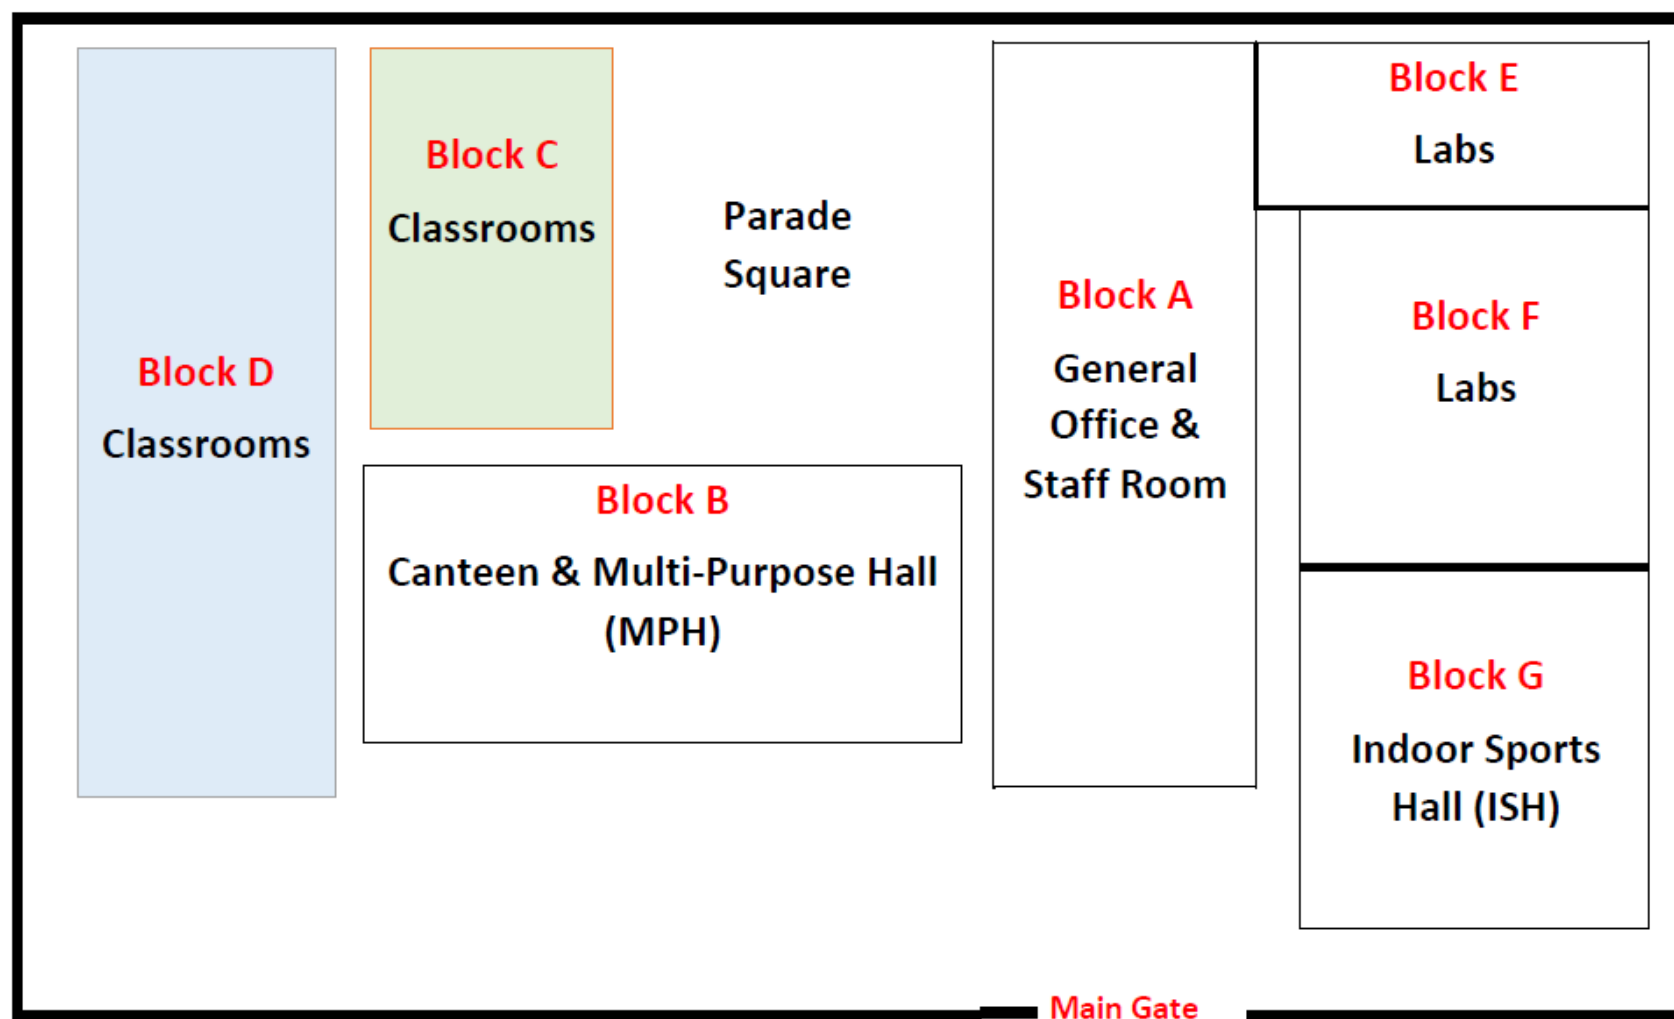 Block D
Classrooms
Block C
Classrooms
Parade
Square
Block B
Canteen & Multi-Purpose Hall
(MPH)
Block A
General
Office &
Staff Room
Block E
Labs
Block F
Labs
Block G
Indoor Sports
Hall (ISH)
Main Gate